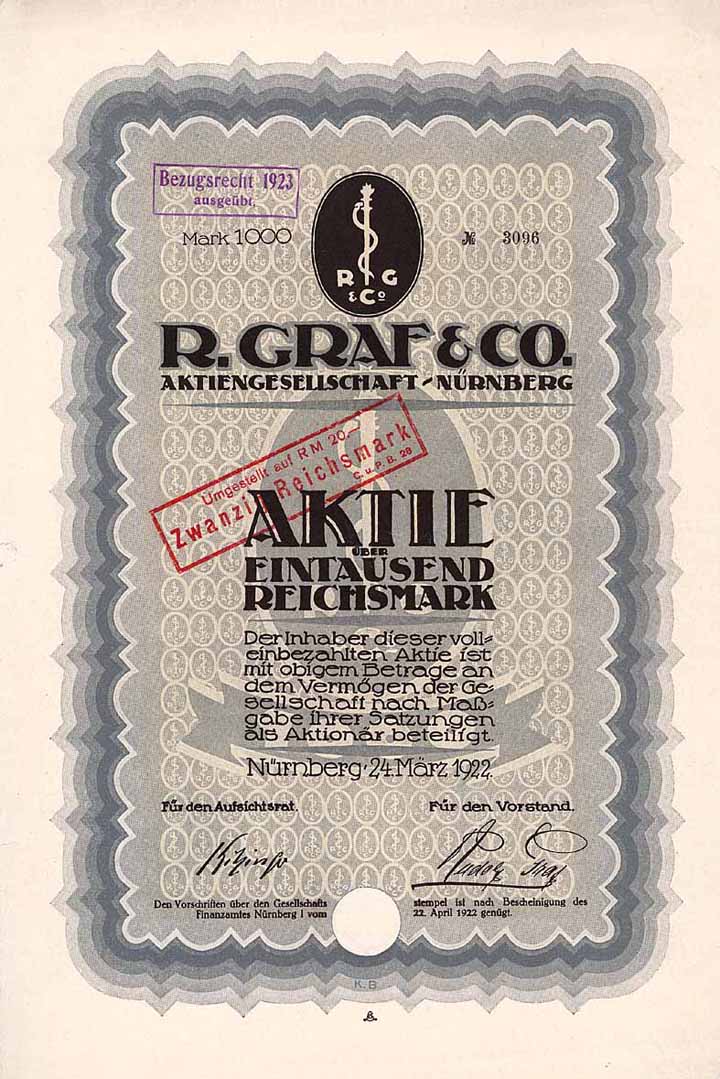 Bezugsrecht 1923
ausgeübt.
Mark 1000
№ 3096
R G
& Co
R. GRAF & CO.
AKTIENGESELLSCHAFT - NÜRNBERG
Umgestellt auf RM 20.—
Zwanzig Reichsmark
C. u. P. B. 28
AKTIE
ÜBER
EINTAUSEND
REICHSMARK
Der Inhaber dieser voll=
einbezahlten Aktie ist
mit obigem Betrage an
dem Vermögen der Ge=
sellschaft nach Maß=
gabe ihrer Satzungen
als Aktionär beteiligt.
Nürnberg, 24. März 1922.
Für den Aufsichtsrat.
Für den Vorstand.
Rudolf Graf
Den Vorschriften über den Gesellschafts stempel ist nach Bescheinigung des
Finanzamtes Nürnberg I vom 22. April 1922 genügt.
K. B